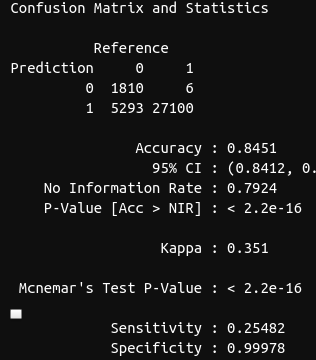 Confusion Matrix and Statistics
Reference
Prediction 0 1
0 1810 6
1 5293 27100
Accuracy : 0.8451
95% CI : (0.8412, 0.
No Information Rate : 0.7924
P-Value [Acc > NIR] : < 2.2e-16
Kappa : 0.351
Mcnemar's Test P-Value : < 2.2e-16
Sensitivity : 0.25482
Specificity : 0.99978